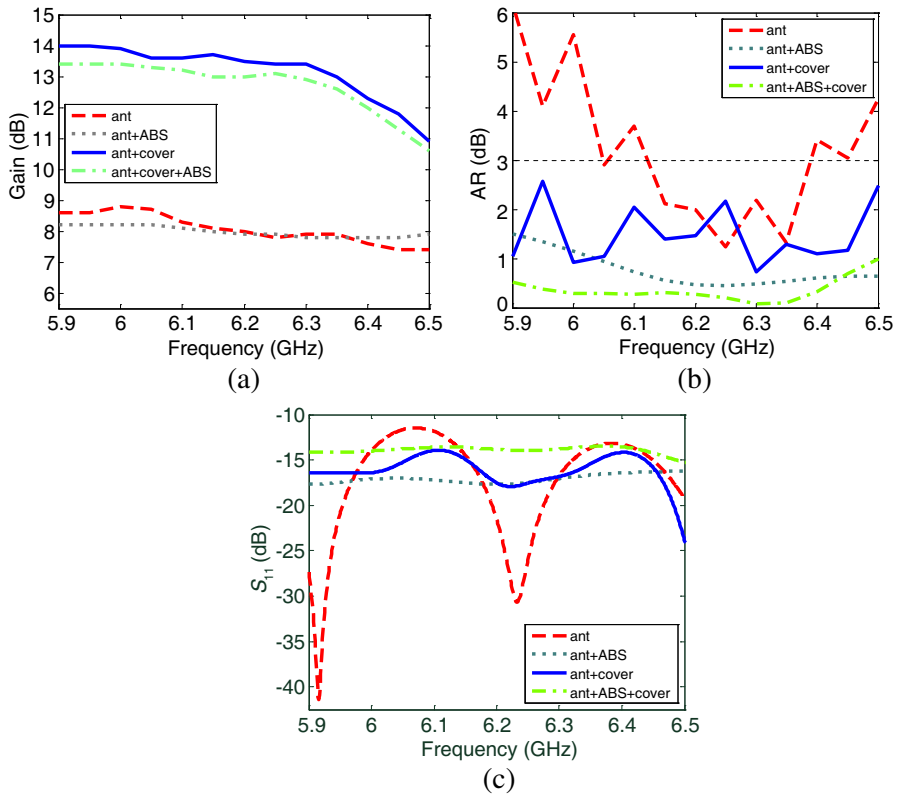 15
14
13
12
11
10
9
8
7
6
Gain (dB)
ant
ant+ABS
ant+cover
ant+cover+ABS
5.9 6 6.1 6.2 6.3 6.4 6.5
Frequency (GHz)
(a)
6
5
4
3
2
1
0
AR (dB)
ant
ant+ABS
ant+cover
ant+ABS+cover
5.9 6 6.1 6.2 6.3 6.4 6.5
Frequency (GHz)
(b)
-10
-15
-20
-25
-30
-35
-40
S11 (dB)
ant
ant+ABS
ant+cover
ant+ABS+cover
5.9 6 6.1 6.2 6.3 6.4 6.5
Frequency (GHz)
(c)